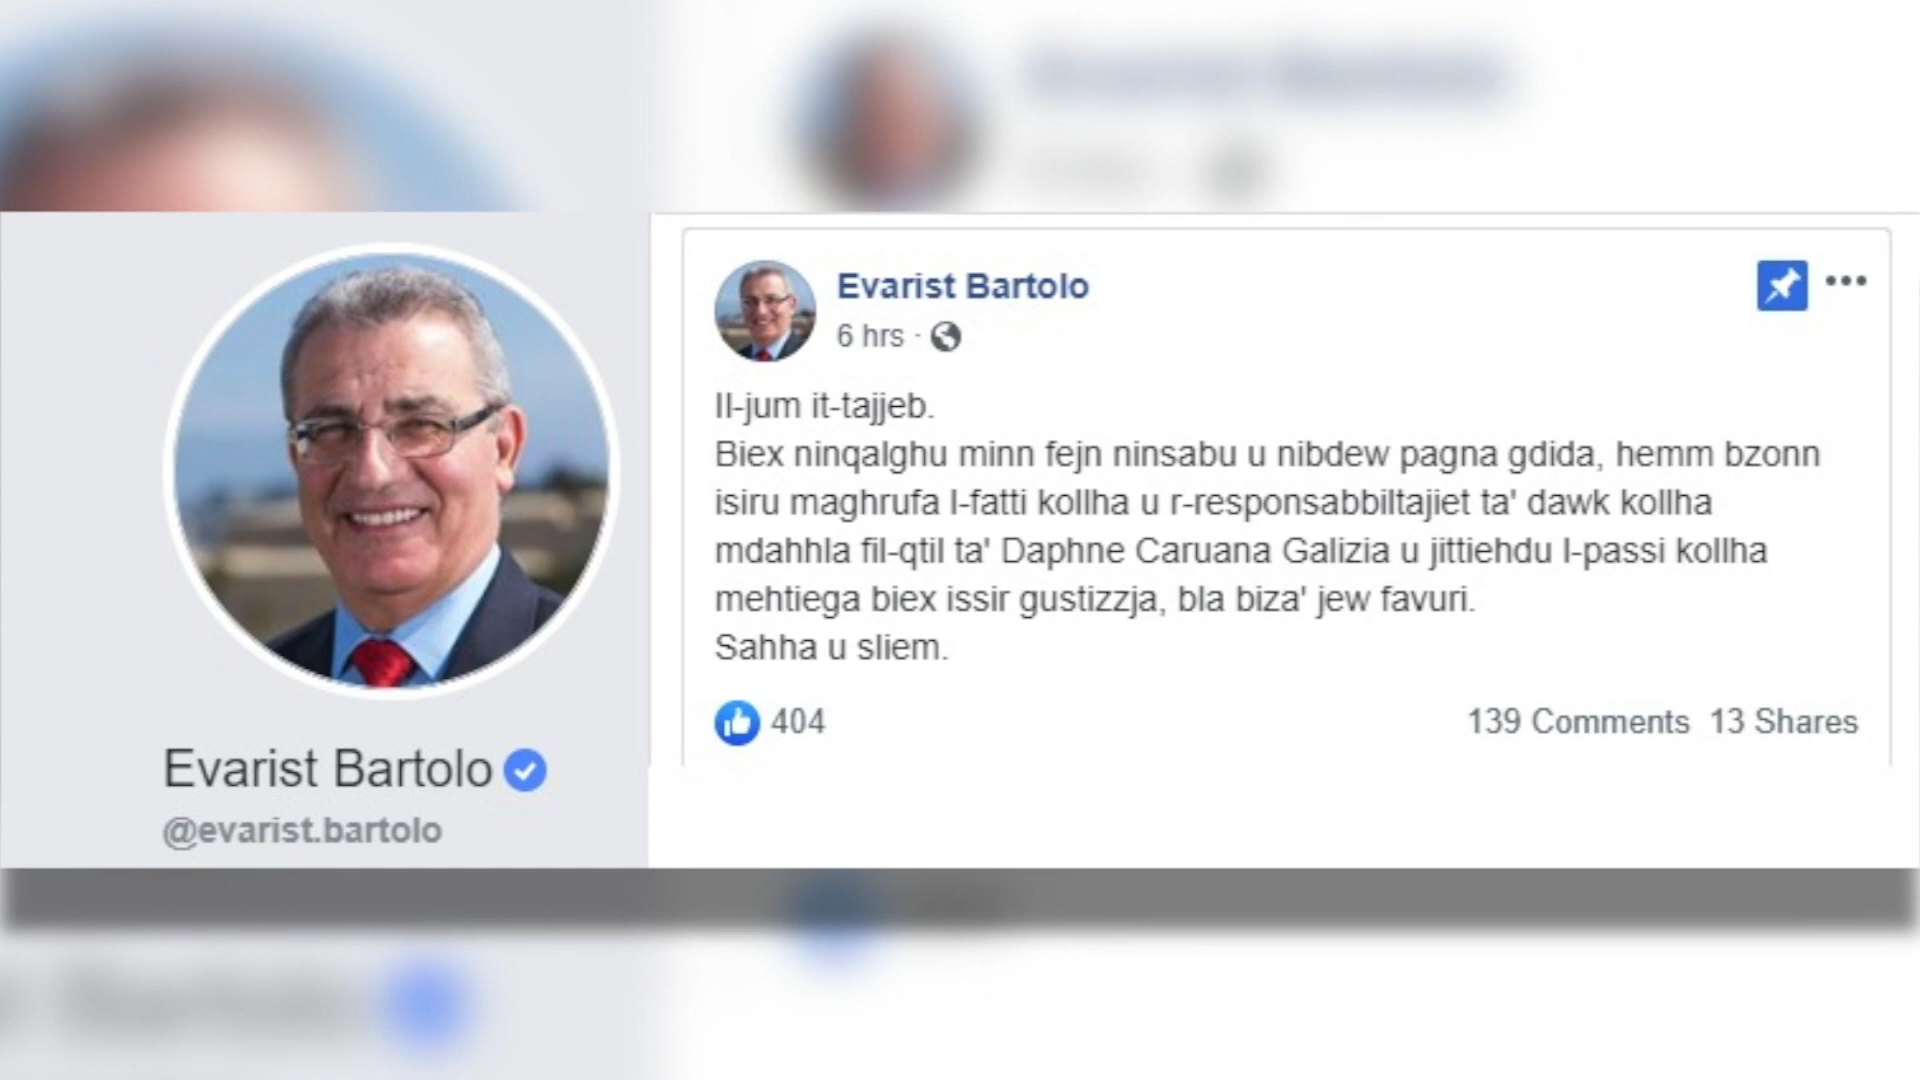 Evarist Bartolo
@evarist.bartolo
Evarist Bartolo
6 hrs ·
Il-jum it-tajjeb.
Biex ninqalghu minn fejn ninsabu u nibdew pagna gdida, hemm bzonn
isiru maghrufa l-fatti kollha u r-responsabbiltajiet ta' dawk kollha
mdahhla fil-qtil ta' Daphne Caruana Galizia u jittiehdu l-passi kollha
mehtiega biex issir gustizzja, bla biza' jew favuri.
Sahha u sliem.
404
139 Comments 13 Shares